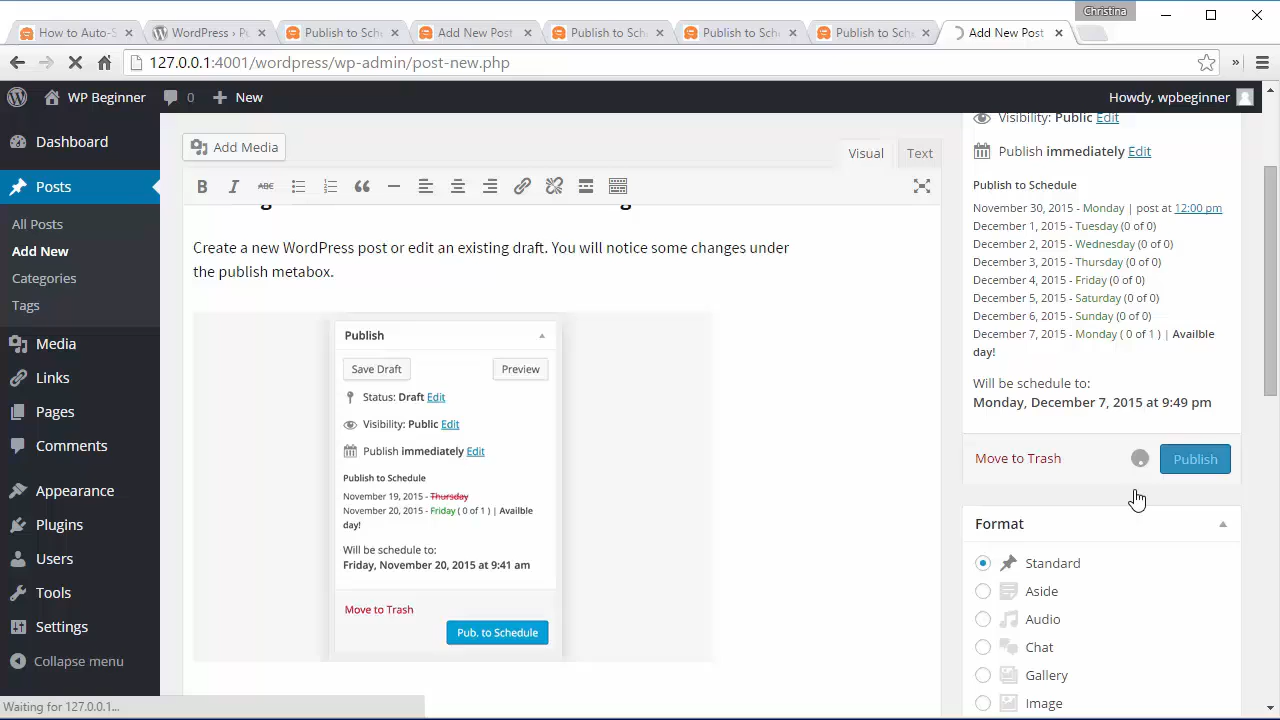 Christina
How to Auto-S
WordPress › P
Publish to Sch
Add New Post
Publish to Sch
Publish to Sch
Publish to Sch
Add New Post
127.0.0.1:4001/wordpress/wp-admin/post-new.php
»
WP Beginner
0
New
Howdy, wpbeginner
Dashboard
Posts
All Posts
Add New
Categories
Tags
Media
Links
Pages
Comments
Appearance
Plugins
Users
Tools
Settings
Collapse menu
Add Media
Visual
Text
B I ABC
Create a new WordPress post or edit an existing draft. You will notice some changes under
the publish metabox.
Publish
Save Draft
Preview
Status: Draft Edit
Visibility: Public Edit
Publish immediately Edit
Publish to Schedule
November 19, 2015 - Thursday
November 20, 2015 - Friday ( 0 of 1 ) | Availble
day!
Will be schedule to:
Friday, November 20, 2015 at 9:41 am
Move to Trash
Pub. to Schedule
Visibility: Public Edit
Publish immediately Edit
Publish to Schedule
November 30, 2015 - Monday | post at 12:00 pm
December 1, 2015 - Tuesday (0 of 0)
December 2, 2015 - Wednesday (0 of 0)
December 3, 2015 - Thursday (0 of 0)
December 4, 2015 - Friday (0 of 0)
December 5, 2015 - Saturday (0 of 0)
December 6, 2015 - Sunday (0 of 0)
December 7, 2015 - Monday ( 0 of 1 ) | Availble
day!
Will be schedule to:
Monday, December 7, 2015 at 9:49 pm
Move to Trash
Publish
Format
Standard
Aside
Audio
Chat
Gallery
Image
Waiting for 127.0.0.1...